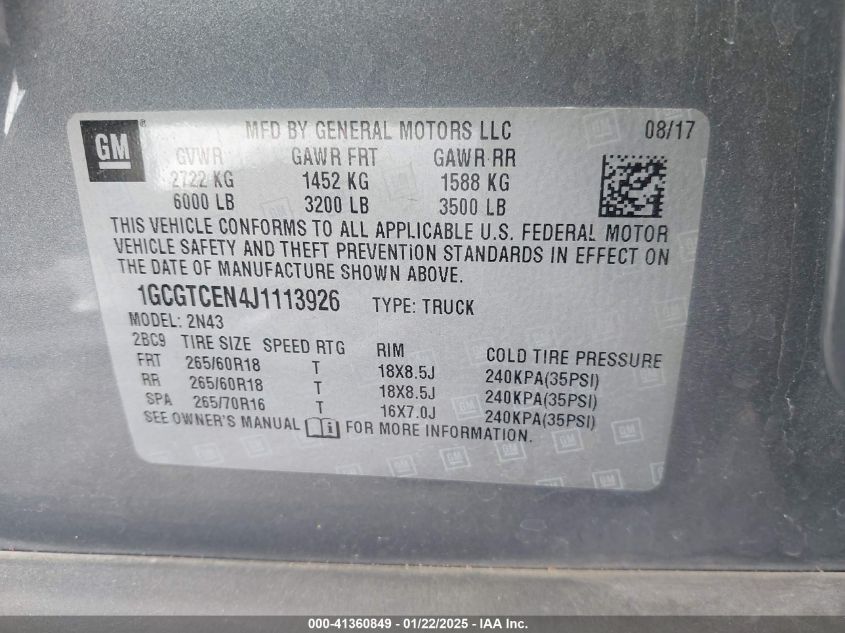 GM
MFD BY GENERAL MOTORS LLC 08/17
GVWR GAWR FRT GAWR RR
2722 KG 1452 KG 1588 KG
6000 LB 3200 LB 3500 LB
THIS VEHICLE CONFORMS TO ALL APPLICABLE U.S. FEDERAL MOTOR
VEHICLE SAFETY AND THEFT PREVENTION STANDARDS IN EFFECT ON
THE DATE OF MANUFACTURE SHOWN ABOVE.
1GCGTCEN4J1113926 TYPE: TRUCK
MODEL: 2N43
2BC9 TIRE SIZE SPEED RTG RIM COLD TIRE PRESSURE
FRT 265/60R18 T 18X8.5J 240KPA(35PSI)
RR 265/60R18 T 18X8.5J 240KPA(35PSI)
SPA 265/70R16 T 16X7.0J 240KPA(35PSI)
SEE OWNER'S MANUAL i FOR MORE INFORMATION.
000-41360849 - 01/22/2025 - IAA Inc.